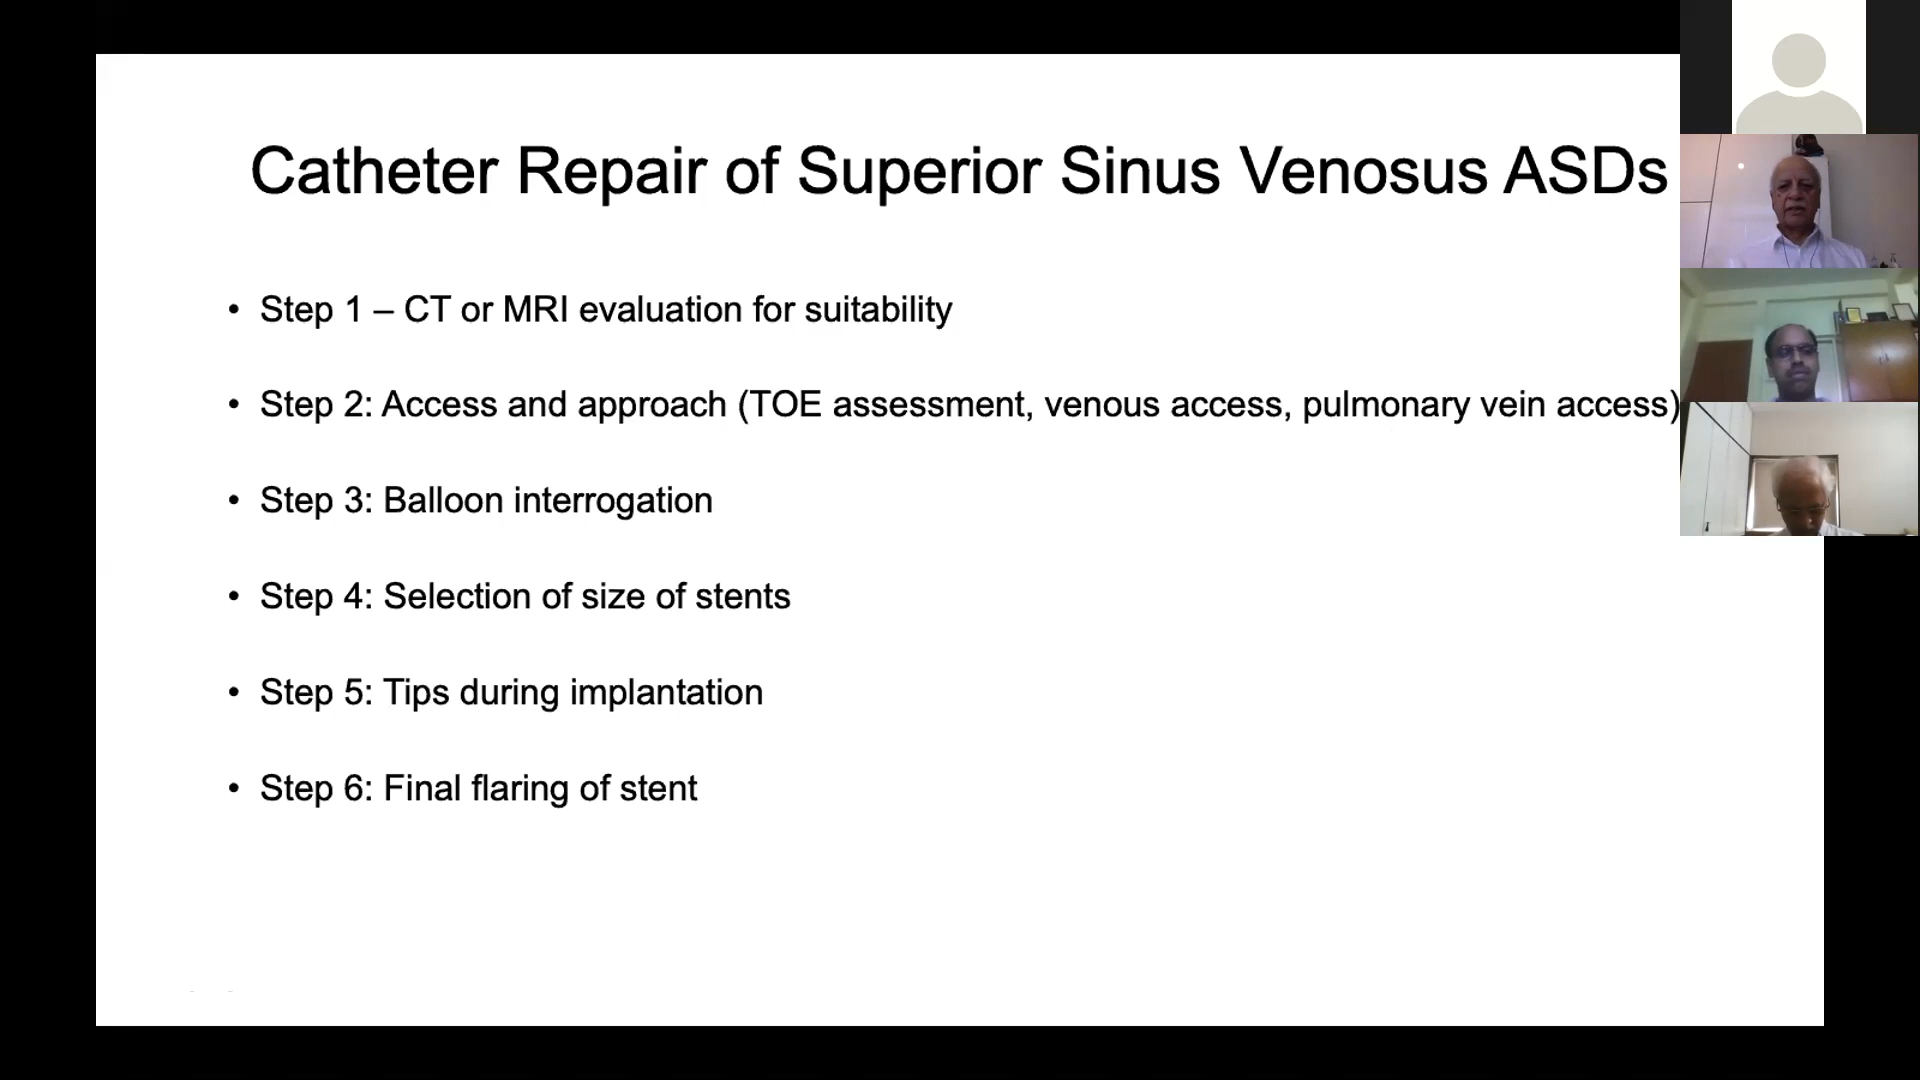 Catheter Repair of Superior Sinus Venosus ASDs
• Step 1 – CT or MRI evaluation for suitability
• Step 2: Access and approach (TOE assessment, venous access, pulmonary vein access)
• Step 3: Balloon interrogation
• Step 4: Selection of size of stents
• Step 5: Tips during implantation
• Step 6: Final flaring of stent